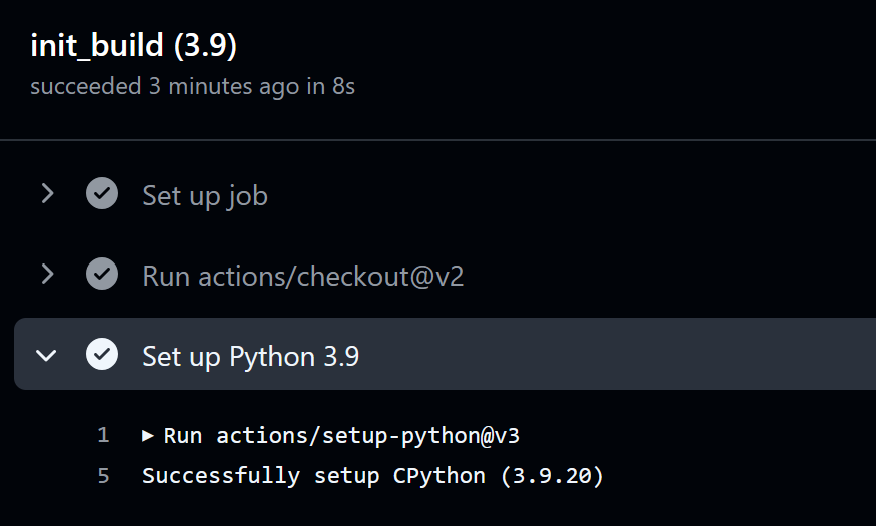 init_build (3.9)
succeeded 3 minutes ago in 8s
Set up job
Run actions/checkout@v2
Set up Python 3.9
1 ▶ Run actions/setup-python@v3
5 Successfully setup CPython (3.9.20)